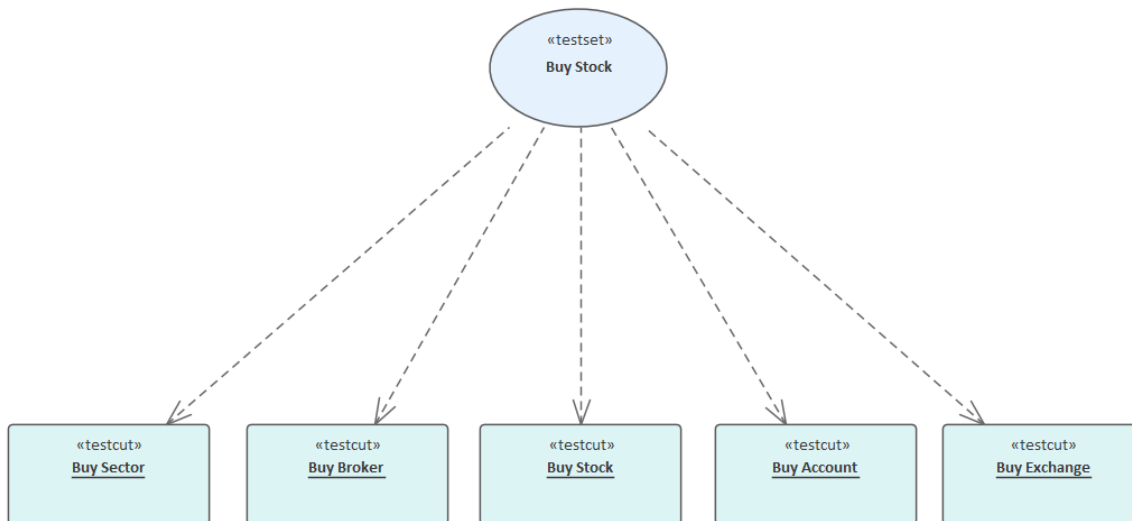 «testset»
Buy Stock
«testcut»
Buy Sector
«testcut»
Buy Broker
«testcut»
Buy Stock
«testcut»
Buy Account
«testcut»
Buy Exchange